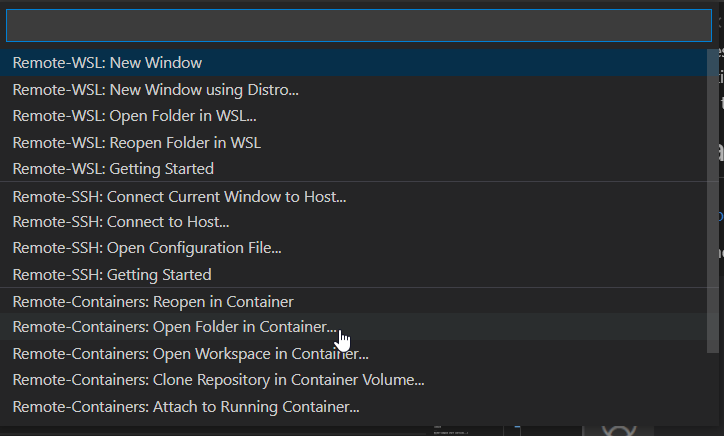 Remote-WSL: New Window
Remote-WSL: New Window using Distro...
Remote-WSL: Open Folder in WSL...
Remote-WSL: Reopen Folder in WSL
Remote-WSL: Getting Started
Remote-SSH: Connect Current Window to Host...
Remote-SSH: Connect to Host...
Remote-SSH: Open Configuration File...
Remote-SSH: Getting Started
Remote-Containers: Reopen in Container
Remote-Containers: Open Folder in Container...
Remote-Containers: Open Workspace in Container...
Remote-Containers: Clone Repository in Container Volume...
Remote-Containers: Attach to Running Container...